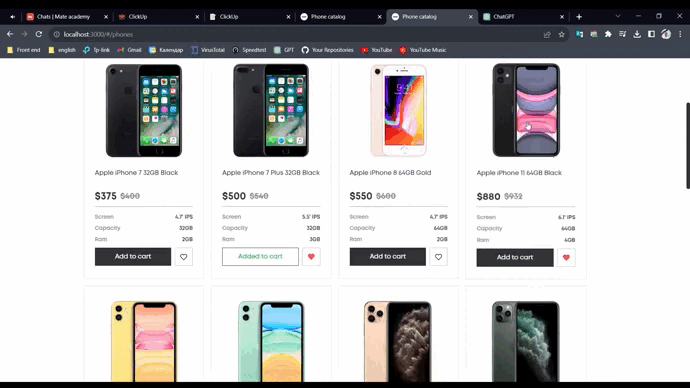 Chats | Mate academy
ClickUp
ClickUp
Phone catalog
Phone catalog
ChatGPT
localhost:3000/#/phones
Front end
english
Tp-link
Gmail
Календар
VirusTotal
Speedtest
GPT
Your Repositories
YouTube
YouTube Music
Apple iPhone 7 32GB Black
$375 $400
Screen 4.7' IPS
Capacity 32GB
Ram 2GB
Add to cart
Apple iPhone 7 Plus 32GB Black
$500 $540
Screen 5.5' IPS
Capacity 32GB
Ram 3GB
Added to cart
Apple iPhone 8 64GB Gold
$550 $600
Screen 4.7' IPS
Capacity 64GB
Ram 2GB
Add to cart
Apple iPhone 11 64GB Black
$880 $932
Screen 6.1' IPS
Capacity 64GB
Ram 4GB
Add to cart